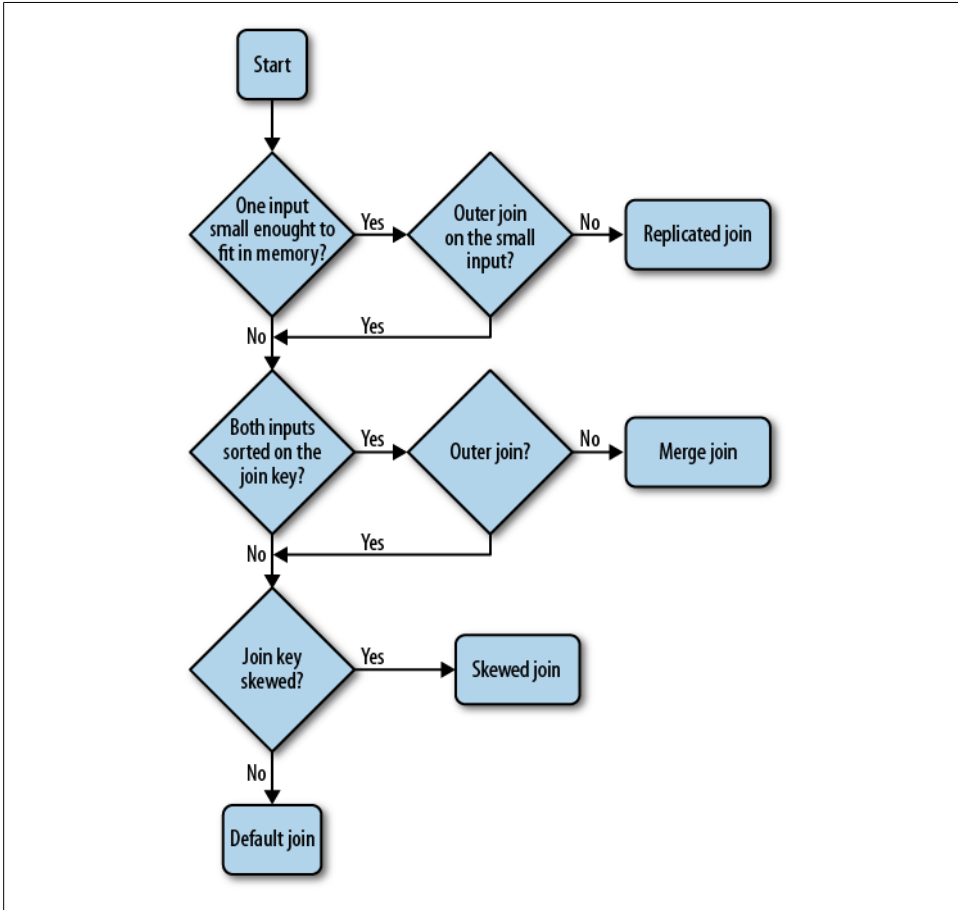 Start
One input
small enought to
fit in memory?
Yes
Outer join
on the small
input?
No
Replicated join
No
Yes
Both inputs
sorted on the
join key?
Yes
Outer join?
No
Merge join
No
Yes
Join key
skewed?
Yes
Skewed join
No
Default join